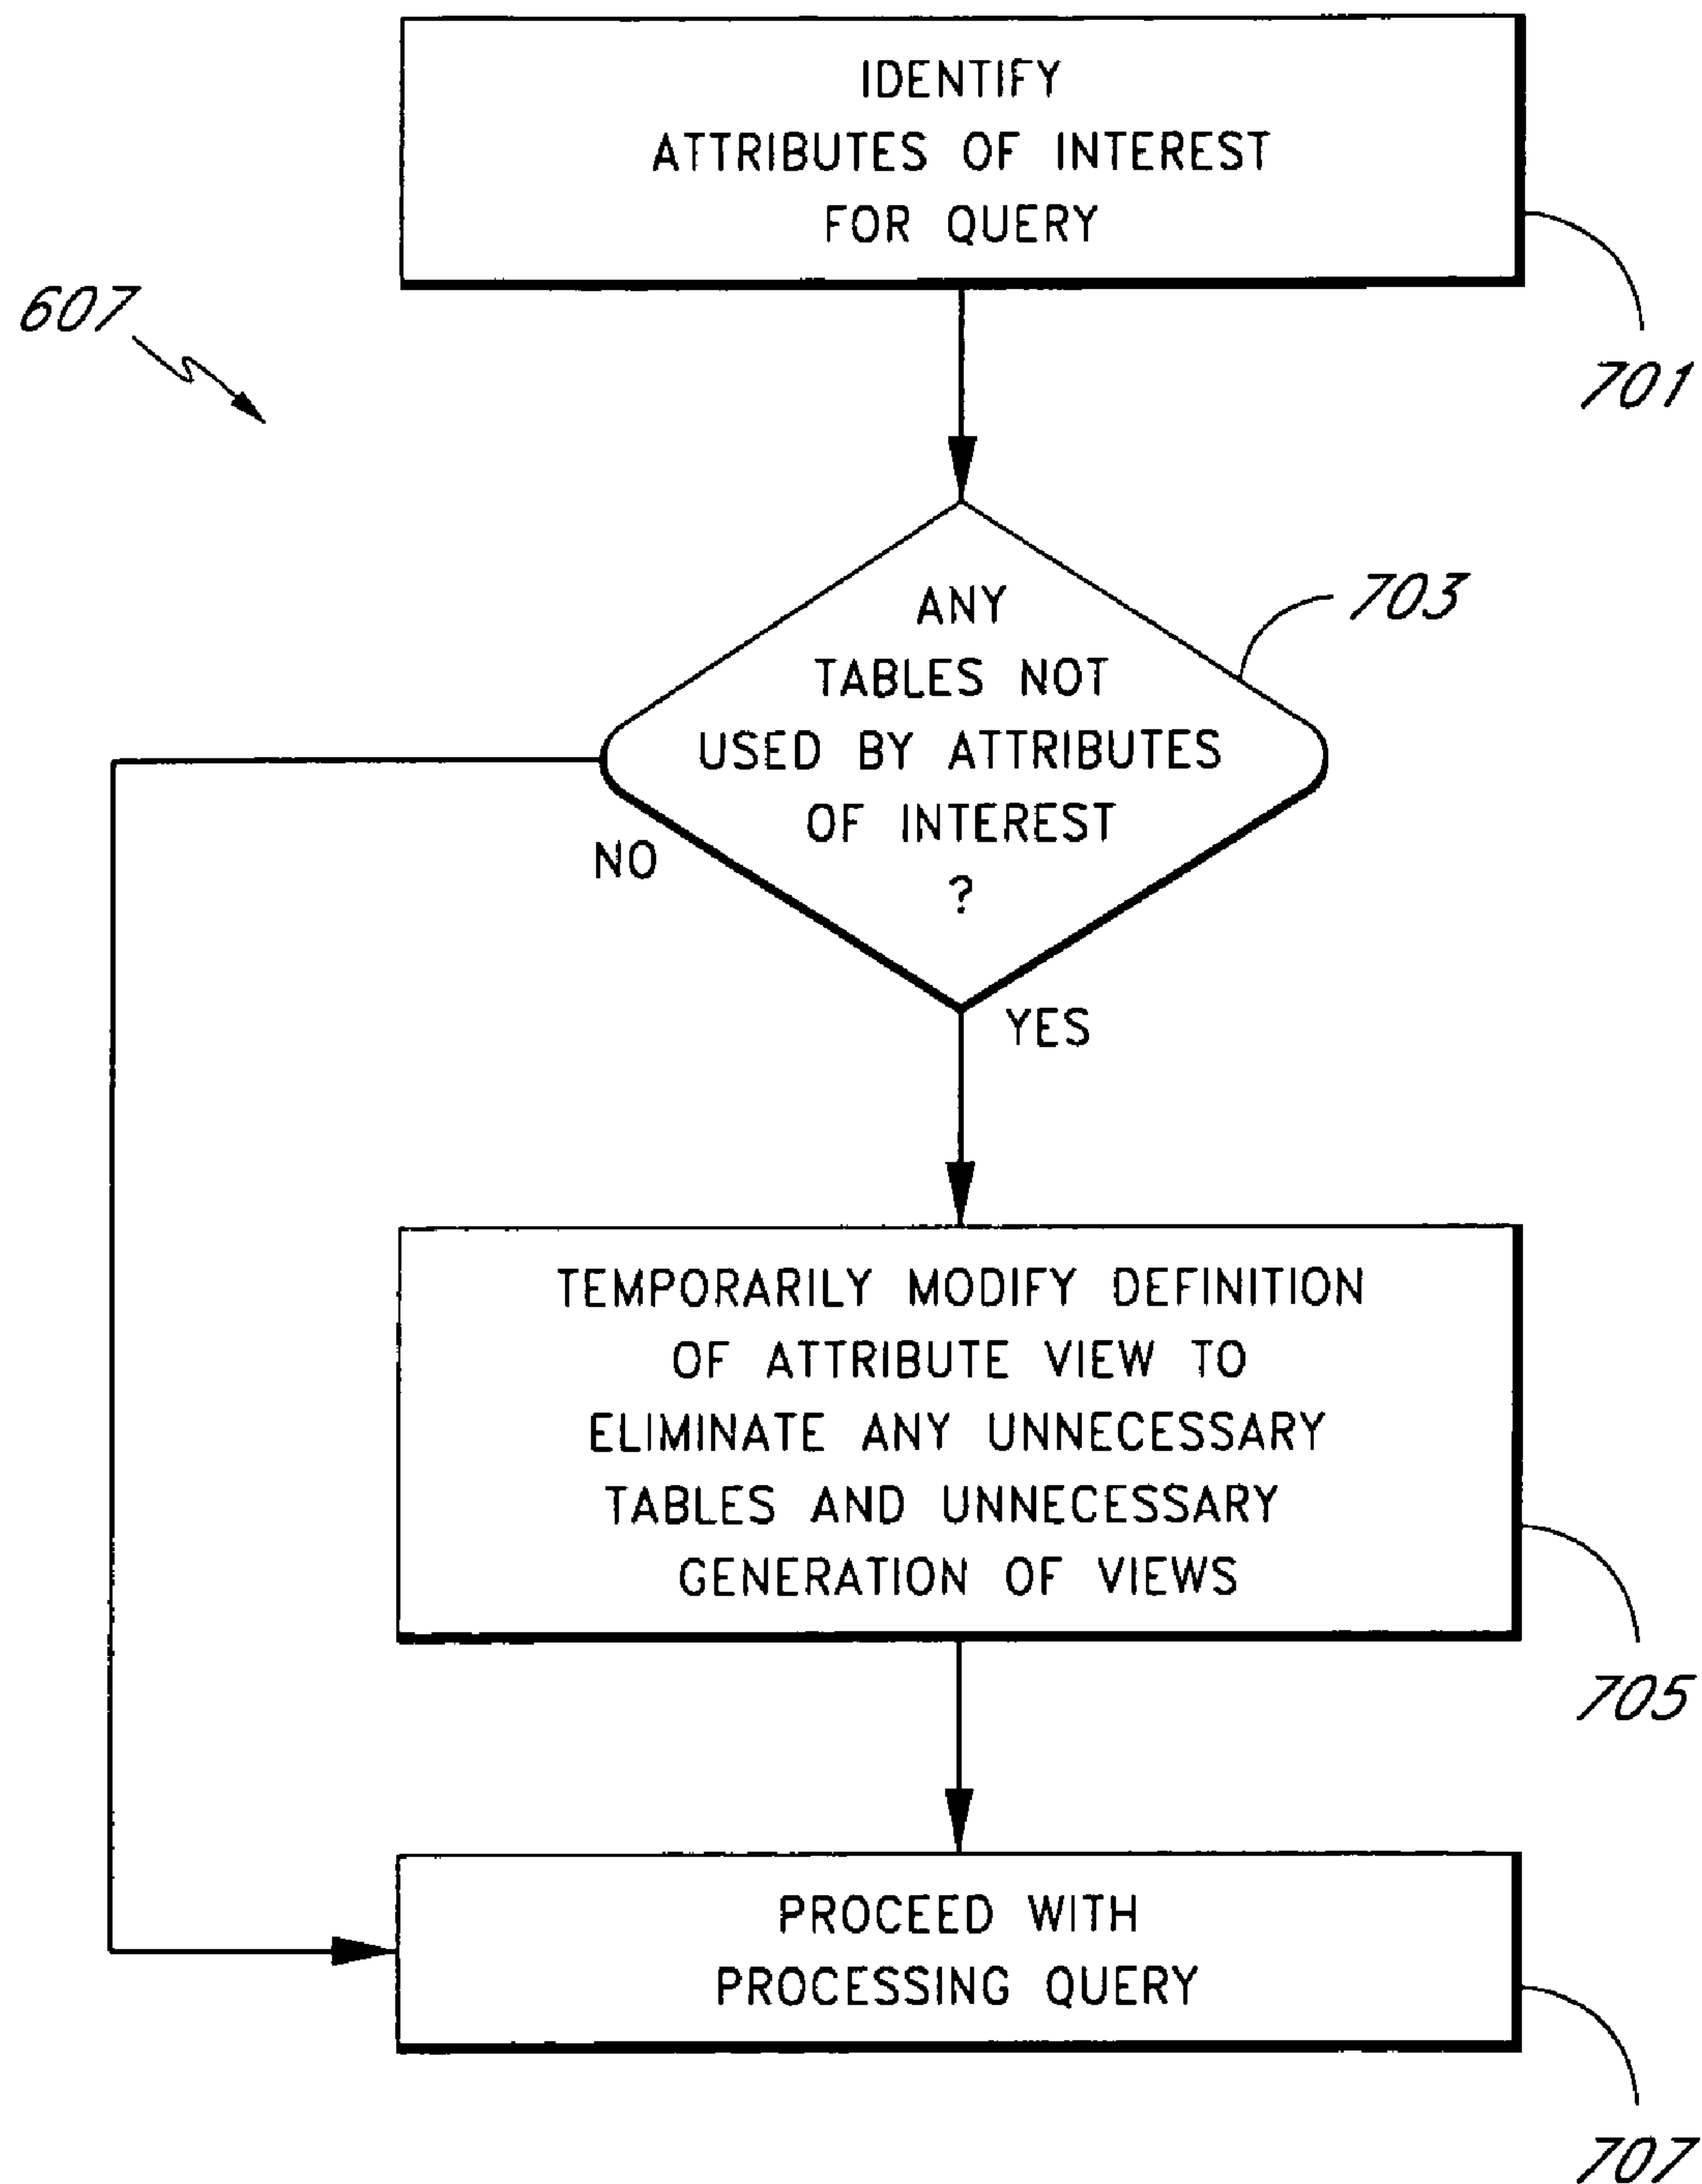 IDENTIFY
ATTRIBUTES OF INTEREST
FOR QUERY
607
701
ANY
TABLES NOT
USED BY ATTRIBUTES
OF INTEREST
?
703
NO
YES
TEMPORARILY MODIFY DEFINITION
OF ATTRIBUTE VIEW TO
ELIMINATE ANY UNNECESSARY
TABLES AND UNNECESSARY
GENERATION OF VIEWS
705
PROCEED WITH
PROCESSING QUERY
707